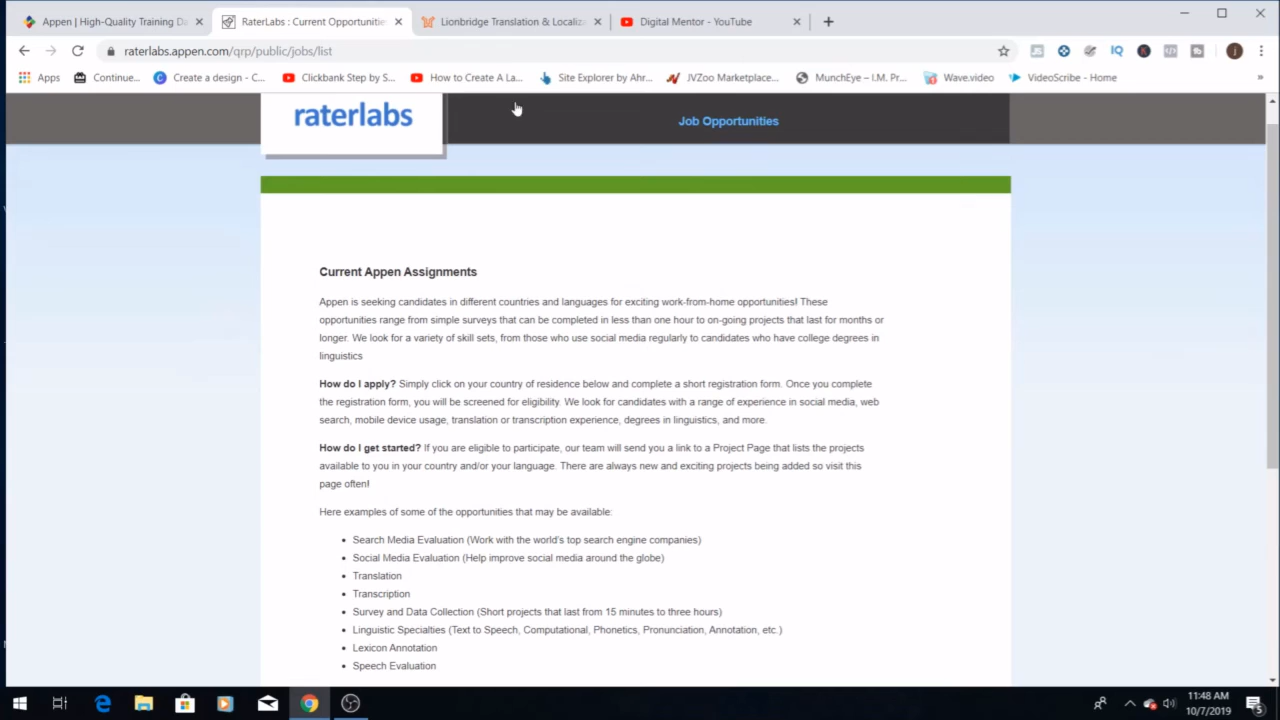 Appen | High-Quality Training Da
RaterLabs : Current Opportunitie
Lionbridge Translation & Localiz
Digital Mentor - YouTube
raterlabs.appen.com/qrp/public/jobs/list
IQ
Apps
Continue...
Create a design - C...
Clickbank Step by S...
How to Create A La...
Site Explorer by Ahr...
JVZoo Marketplace...
MunchEye – I.M. Pr...
Wave.video
VideoScribe - Home
»
raterlabs
Job Opportunities
Current Appen Assignments
Appen is seeking candidates in different countries and languages for exciting work-from-home opportunities! These
opportunities range from simple surveys that can be completed in less than one hour to on-going projects that last for months or
longer. We look for a variety of skill sets, from those who use social media regularly to candidates who have college degrees in
linguistics
How do I apply? Simply click on your country of residence below and complete a short registration form. Once you complete
the registration form, you will be screened for eligibility. We look for candidates with a range of experience in social media, web
search, mobile device usage, translation or transcription experience, degrees in linguistics, and more.
How do I get started? If you are eligible to participate, our team will send you a link to a Project Page that lists the projects
available to you in your country and/or your language. There are always new and exciting projects being added so visit this
page often!
Here examples of some of the opportunities that may be available:
• Search Media Evaluation (Work with the world's top search engine companies)
• Social Media Evaluation (Help improve social media around the globe)
• Translation
• Transcription
• Survey and Data Collection (Short projects that last from 15 minutes to three hours)
• Linguistic Specialties (Text to Speech, Computational, Phonetics, Pronunciation, Annotation, etc.)
• Lexicon Annotation
• Speech Evaluation
11:48 AM
10/7/2019
5